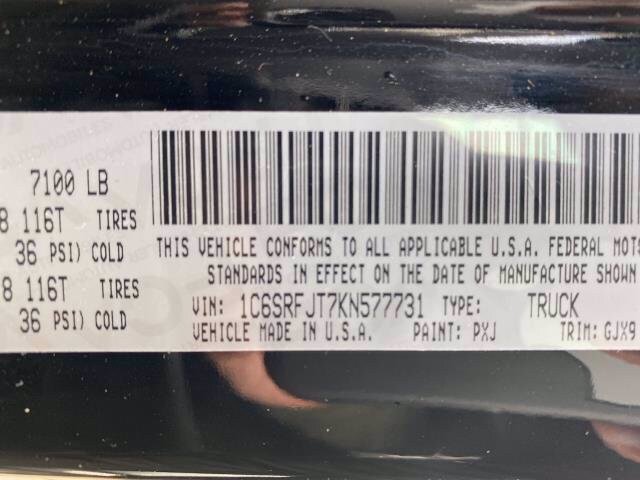 7100 LB
8 116T TIRES
36 PSI) COLD
8 116T TIRES
36 PSI) COLD
THIS VEHICLE CONFORMS TO ALL APPLICABLE U.S.A. FEDERAL MOTO
STANDARDS IN EFFECT ON THE DATE OF MANUFACTURE SHOWN
VIN: 1C6SRFJT7KN577731 TYPE: TRUCK
VEHICLE MADE IN U.S.A. PAINT: PXJ TRIM: GJX9